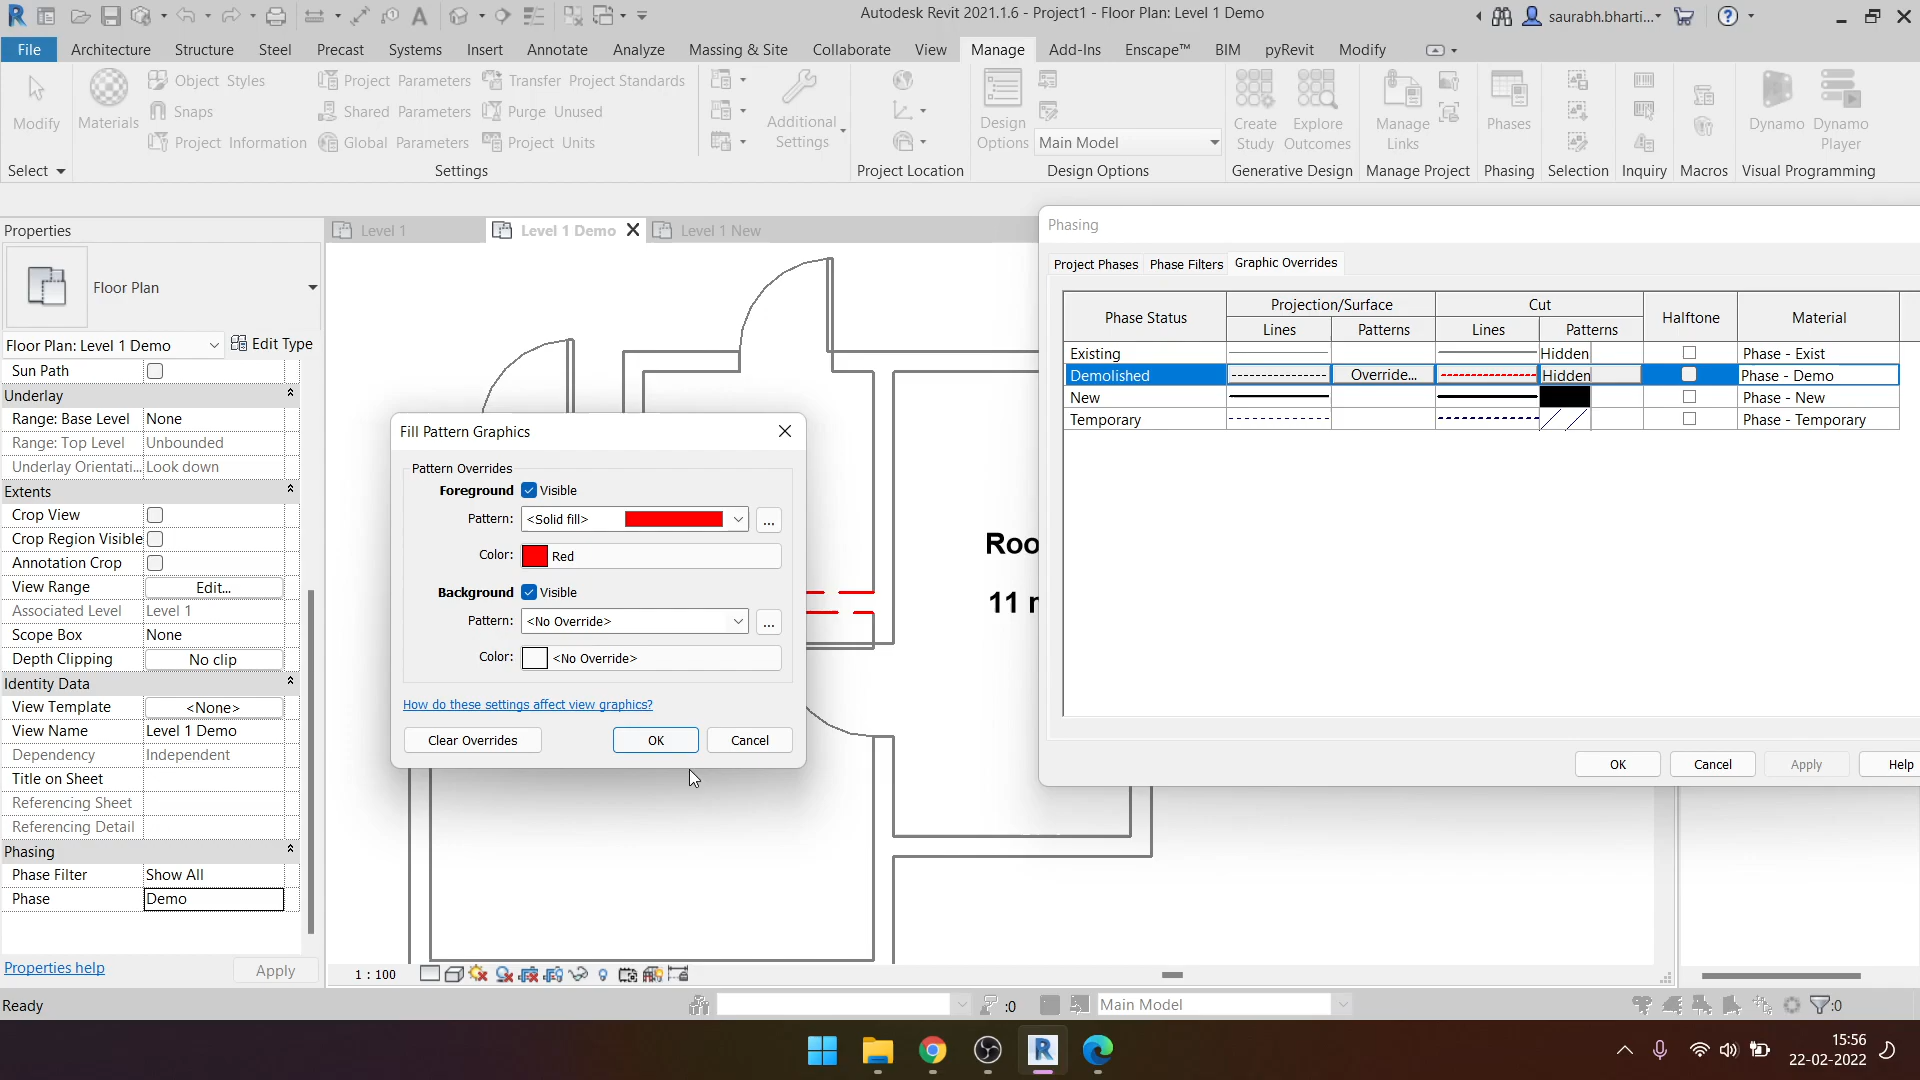 Autodesk Revit 2021.1.6 - Project1 - Floor Plan: Level 1 Demo
saurabh.bharti...
File Architecture Structure Steel Precast Systems Insert Annotate Analyze Massing & Site Collaborate View Manage Add-Ins Enscape™ BIM pyRevit Modify
Modify
Materials
Object Styles
Snaps
Project Information
Project Parameters
Shared Parameters
Global Parameters
Transfer Project Standards
Purge Unused
Project Units
Additional
Settings
Design
Options
Main Model
Create
Study
Explore
Outcomes
Manage
Links
Phases
Dynamo
Dynamo
Player
Select Settings Project Location Design Options Generative Design Manage Project Phasing Selection Inquiry Macros Visual Programming
Properties
Floor Plan
Floor Plan: Level 1 Demo Edit Type
Sun Path
Underlay
Range: Base Level None
Range: Top Level Unbounded
Underlay Orientati... Look down
Extents
Crop View
Crop Region Visible
Annotation Crop
View Range Edit...
Associated Level Level 1
Scope Box None
Depth Clipping No clip
Identity Data
View Template <None>
View Name Level 1 Demo
Dependency Independent
Title on Sheet
Referencing Sheet
Referencing Detail
Phasing
Phase Filter Show All
Phase Demo
Properties help Apply
Level 1 Level 1 Demo Level 1 New
Fill Pattern Graphics
Pattern Overrides
Foreground Visible
Pattern: <Solid fill> ...
Color: Red
Background Visible
Pattern: <No Override> ...
Color: <No Override>
How do these settings affect view graphics?
Clear Overrides OK Cancel
Roo
11
Phasing
Project Phases Phase Filters Graphic Overrides
Phase Status Projection/Surface Cut Halftone Material
Lines Patterns Lines Patterns
Existing Hidden Phase - Exist
Demolished Override... Hidden Phase - Demo
New Phase - New
Temporary Phase - Temporary
OK Cancel Apply Help
1 : 100
Ready :0 Main Model :0
15:56
22-02-2022